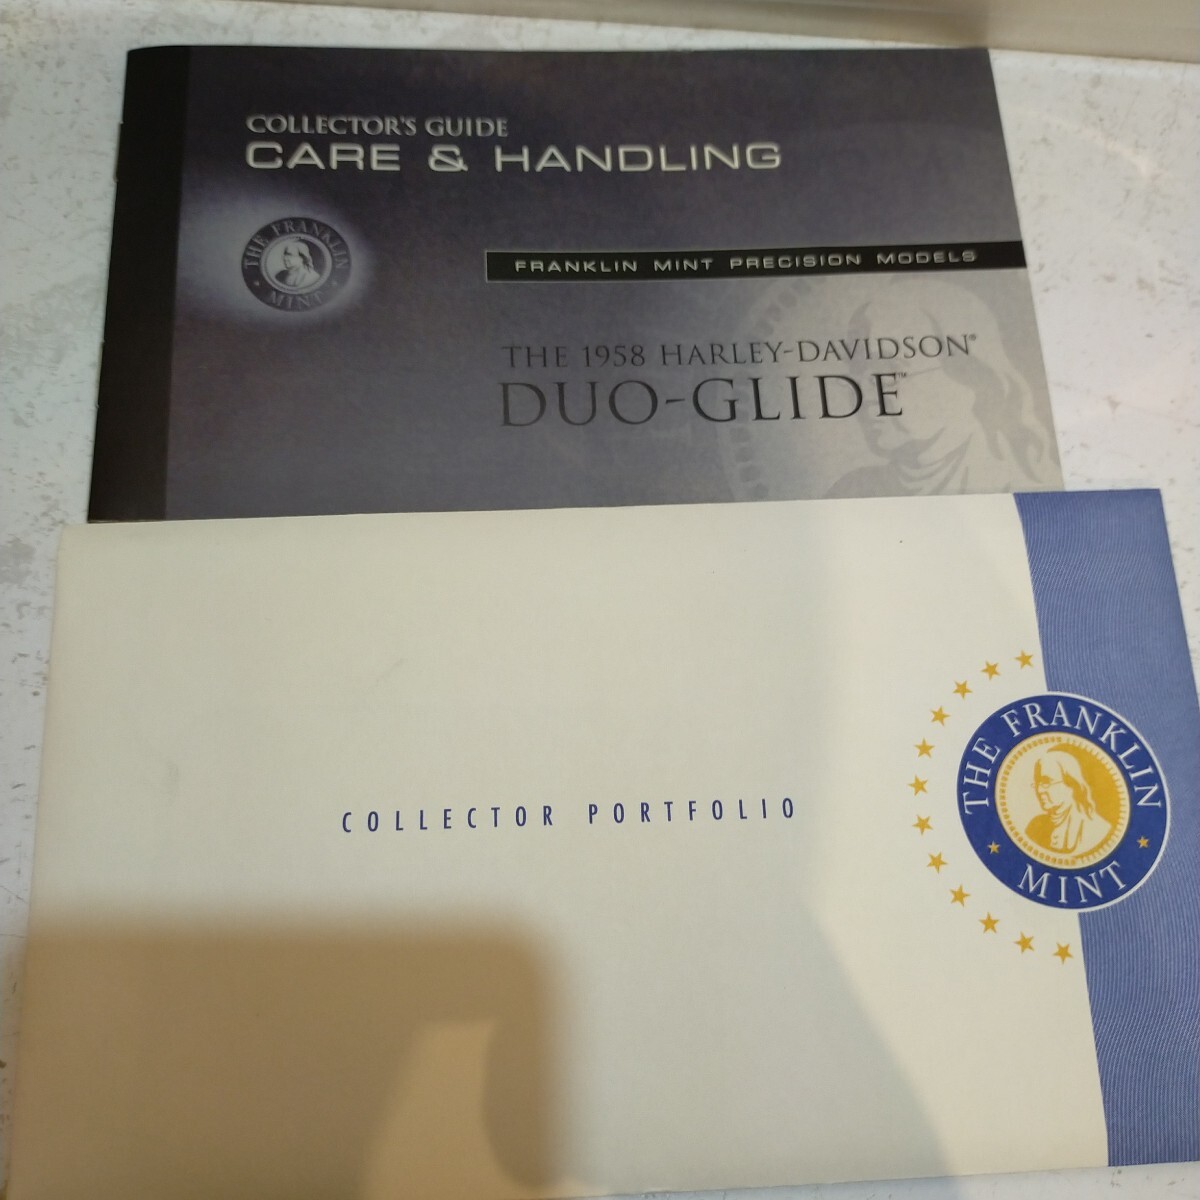 COLLECTOR'S GUIDE
CARE & HANDLING
THE FRANKLIN
MINT
FRANKLIN MINT PRECISION MODELS
THE 1958 HARLEY-DAVIDSON®
DUO-GLIDE™
COLLECTOR PORTFOLIO
THE FRANKLIN
MINT